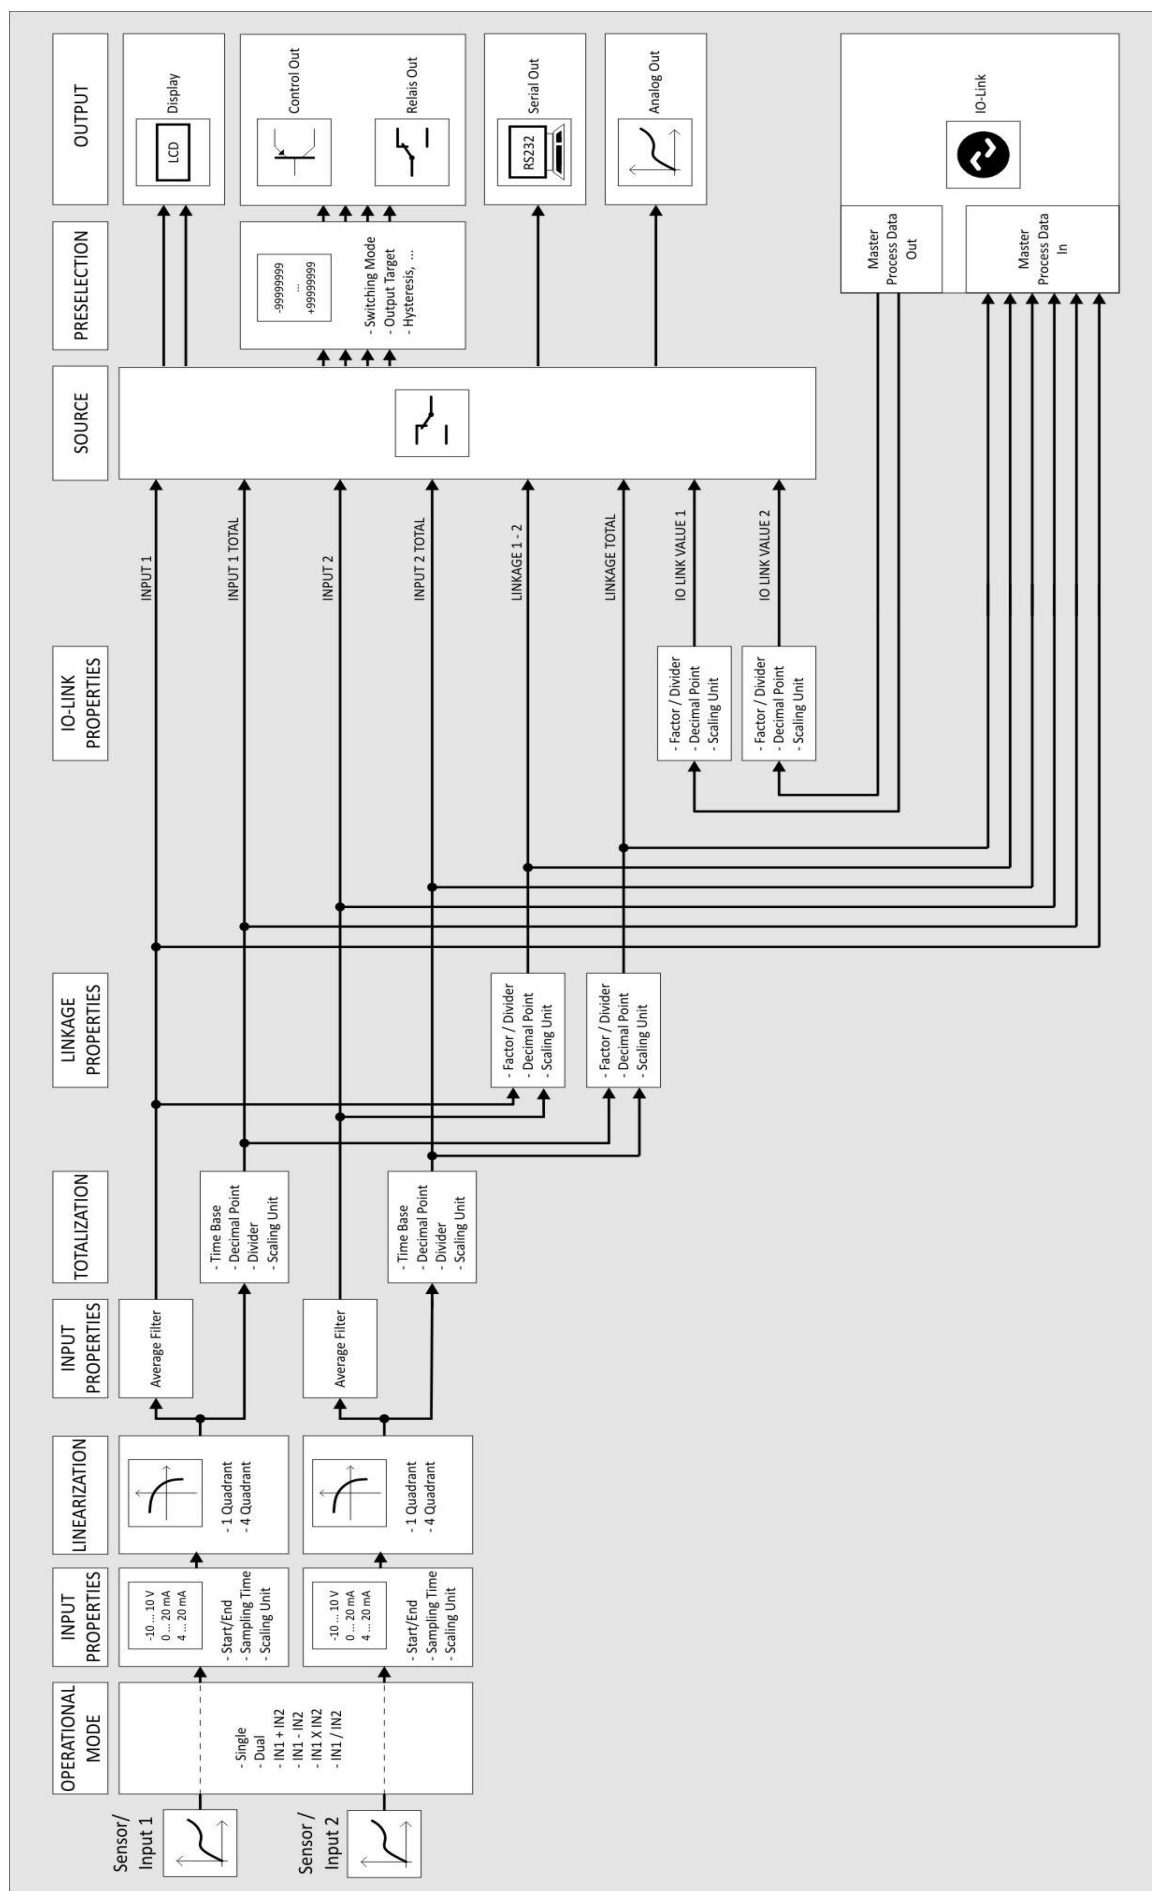 OPERATIONAL
MODE
INPUT
PROPERTIES
LINEARIZATION
INPUT
PROPERTIES
TOTALIZATION
LINKAGE
PROPERTIES
IO-LINK
PROPERTIES
SOURCE
PRESELECTION
OUTPUT
Sensor/
Input 1
Sensor /
Input 2
- Single
- Dual
- IN1 + IN2
- IN1 - IN2
- IN1 X IN2
- IN1 / IN2
-10 ... 10 V
0 ... 20 mA
4 ... 20 mA
- Start/End
- Sampling Time
- Scaling Unit
-10 ... 10 V
0 ... 20 mA
4 ... 20 mA
- Start/End
- Sampling Time
- Scaling Unit
- 1 Quadrant
- 4 Quadrant
- 1 Quadrant
- 4 Quadrant
Average Filter
Average Filter
- Time Base
- Decimal Point
- Divider
- Scaling Unit
- Time Base
- Decimal Point
- Divider
- Scaling Unit
- Factor / Divider
- Decimal Point
- Scaling Unit
- Factor / Divider
- Decimal Point
- Scaling Unit
- Factor / Divider
- Decimal Point
- Scaling Unit
- Factor / Divider
- Decimal Point
- Scaling Unit
INPUT 1
INPUT 1 TOTAL
INPUT 2
INPUT 2 TOTAL
LINKAGE 1 - 2
LINKAGE TOTAL
IO LINK VALUE 1
IO LINK VALUE 2
-99999999
...
+99999999
- Switching Mode
- Output Target
- Hysteresis, ...
Display
LCD
Control Out
Relais Out
Serial Out
RS232
Analog Out
IO-Link
Master
Process Data
Out
Master
Process Data
In